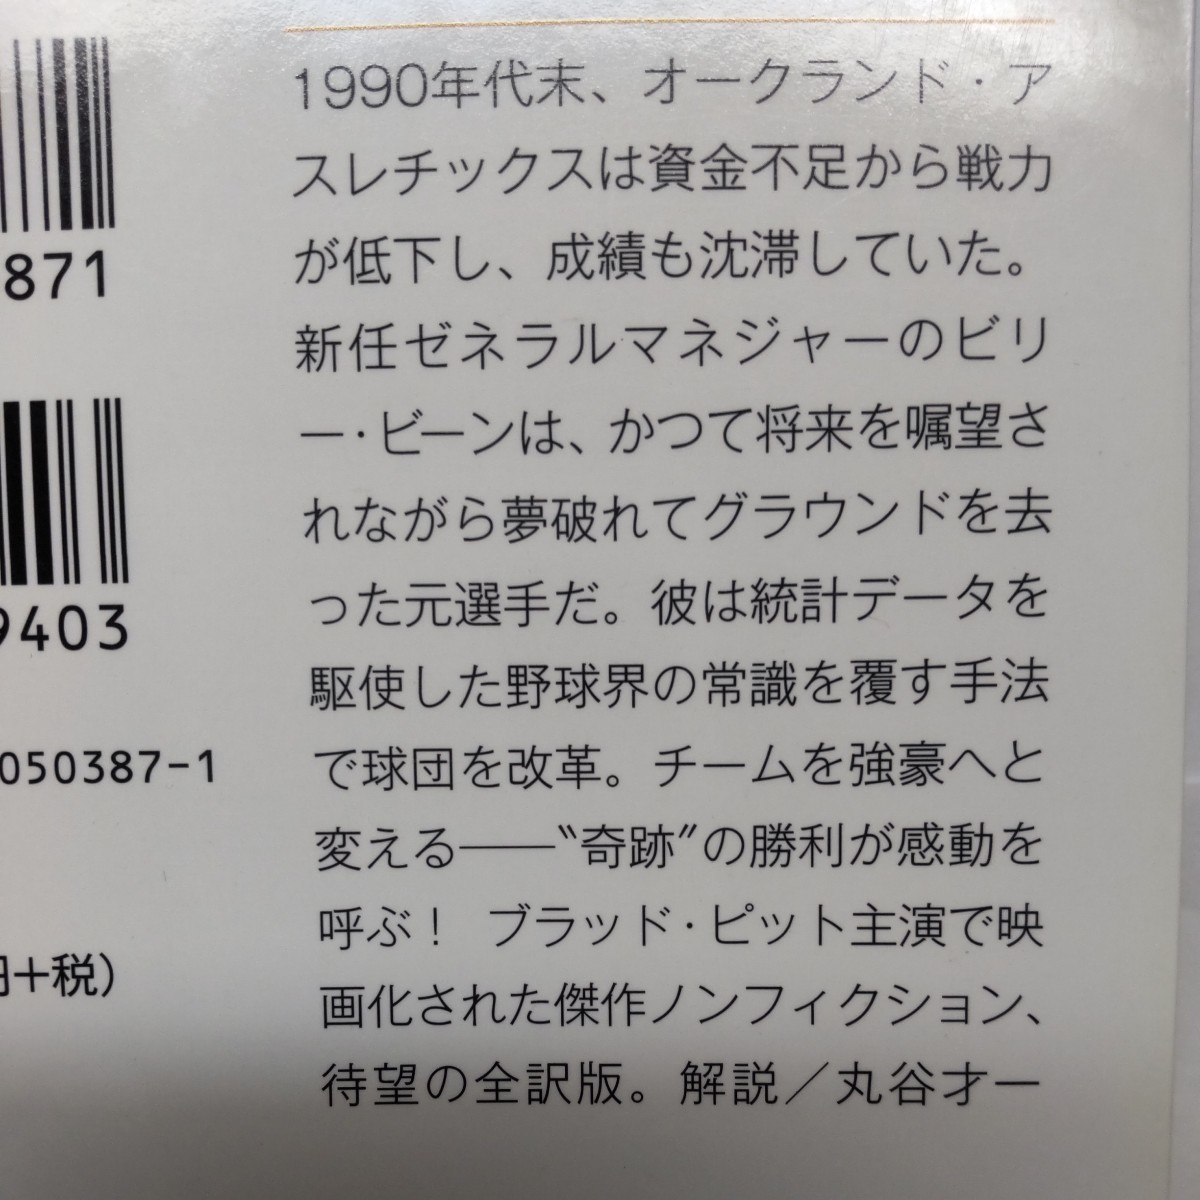 871
9403
050387-1
円+税）
1990年代末、オークランド・ア
スレチックスは資金不足から戦力
が低下し、成績も沈滞していた。
新任ゼネラルマネジャーのビリ
ー・ビーンは、かつて将来を嘱望さ
れながら夢破れてグラウンドを去
った元選手だ。彼は統計データを
駆使した野球界の常識を覆す手法
で球団を改革。チームを強豪へと
変える——〝奇跡〟の勝利が感動を
呼ぶ！　ブラッド・ピット主演で映
画化された傑作ノンフィクション、
待望の全訳版。解説／丸谷才一